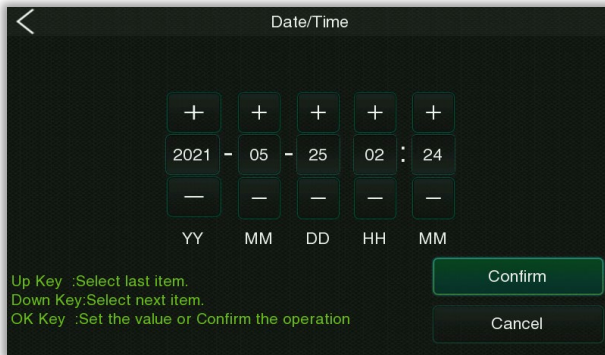 Date/Time
+ + + + +
2021 - 05 - 25 02 : 24
— — — — —
YY MM DD HH MM
Up Key :Select last item.
Down Key:Select next item.
OK Key :Set the value or Confirm the operation
Confirm
Cancel